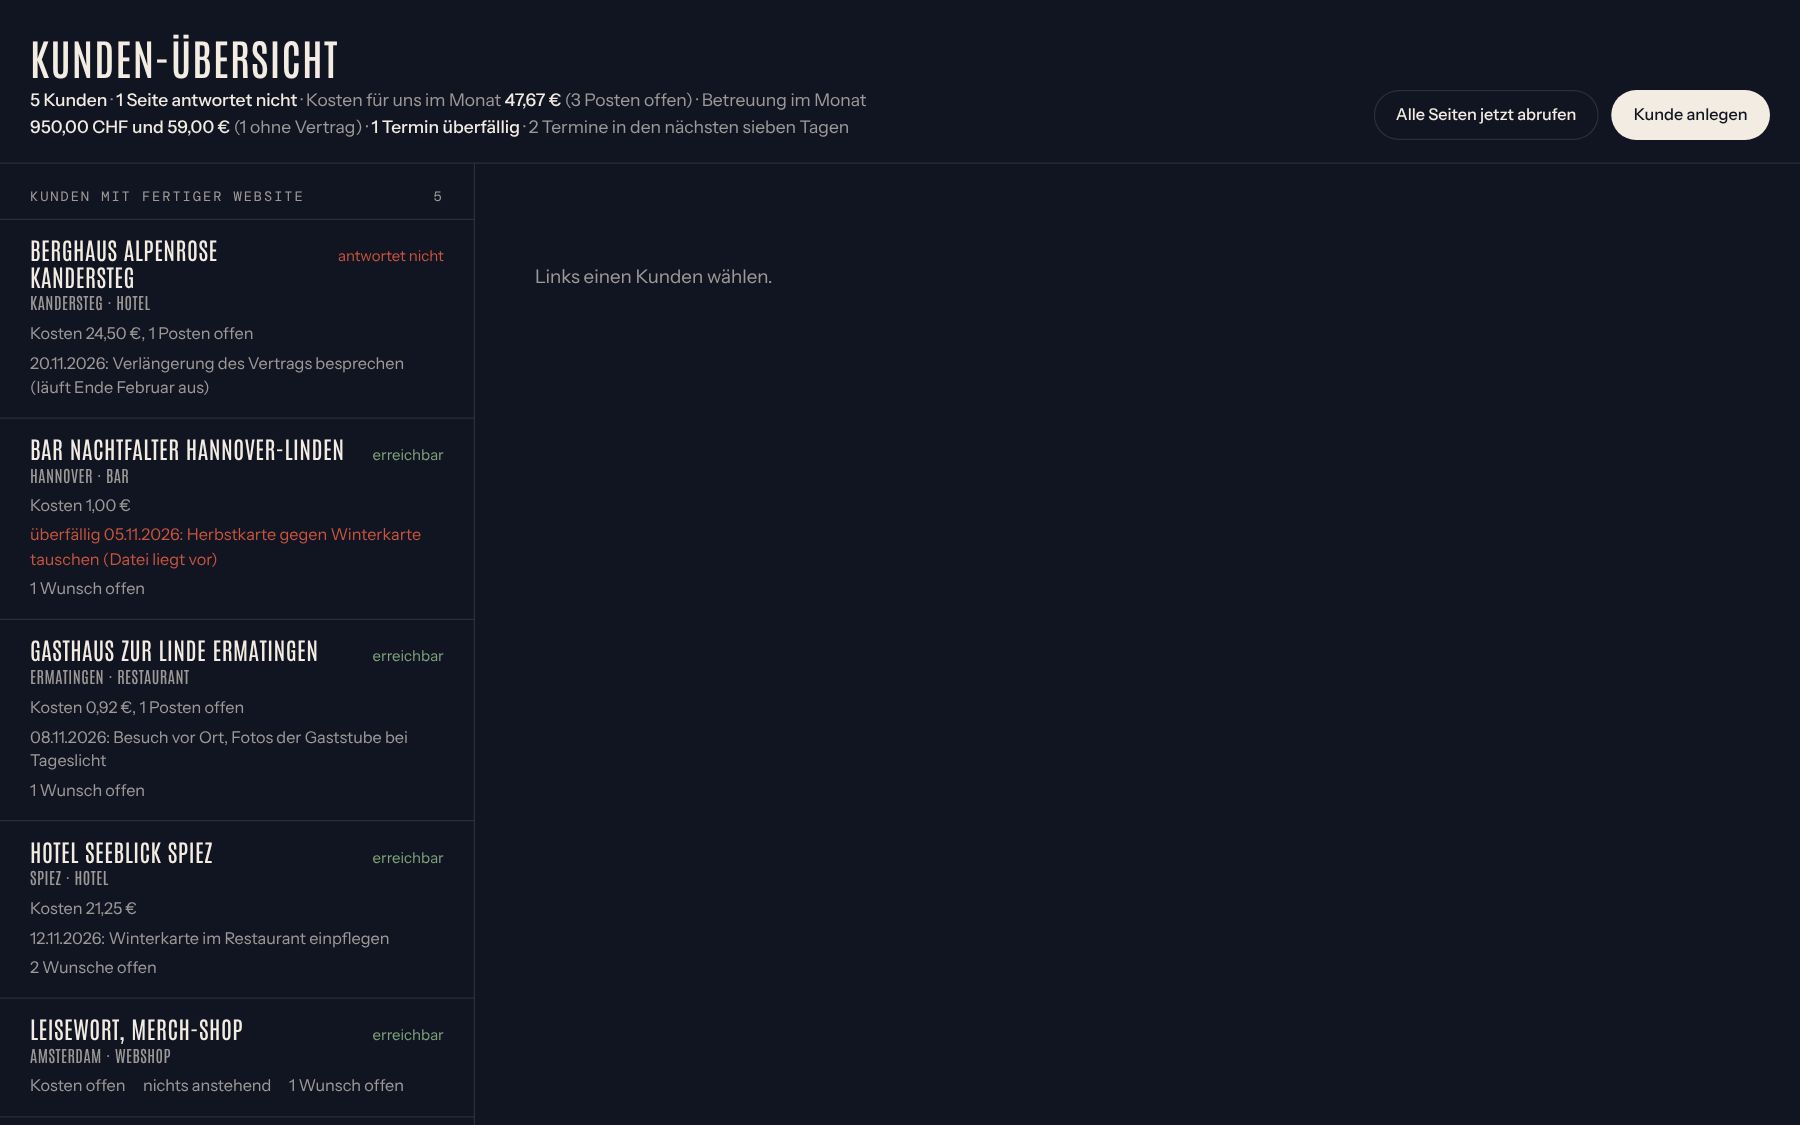 KUNDEN-ÜBERSICHT
5 Kunden · 1 Seite antwortet nicht · Kosten für uns im Monat 47,67 € (3 Posten offen) · Betreuung im Monat
950,00 CHF und 59,00 € (1 ohne Vertrag) · 1 Termin überfällig · 2 Termine in den nächsten sieben Tagen
Alle Seiten jetzt abrufen
Kunde anlegen
KUNDEN MIT FERTIGER WEBSITE 5
BERGHAUS ALPENROSE
KANDERSTEG
antwortet nicht
KANDERSTEG · HOTEL
Kosten 24,50 €, 1 Posten offen
20.11.2026: Verlängerung des Vertrags besprechen
(läuft Ende Februar aus)
BAR NACHTFALTER HANNOVER-LINDEN
erreichbar
HANNOVER · BAR
Kosten 1,00 €
überfällig 05.11.2026: Herbstkarte gegen Winterkarte
tauschen (Datei liegt vor)
1 Wunsch offen
GASTHAUS ZUR LINDE ERMATINGEN
erreichbar
ERMATINGEN · RESTAURANT
Kosten 0,92 €, 1 Posten offen
08.11.2026: Besuch vor Ort, Fotos der Gaststube bei
Tageslicht
1 Wunsch offen
HOTEL SEEBLICK SPIEZ
erreichbar
SPIEZ · HOTEL
Kosten 21,25 €
12.11.2026: Winterkarte im Restaurant einpflegen
2 Wunsche offen
LEISEWORT, MERCH-SHOP
erreichbar
AMSTERDAM · WEBSHOP
Kosten offen nichts anstehend 1 Wunsch offen
Links einen Kunden wählen.